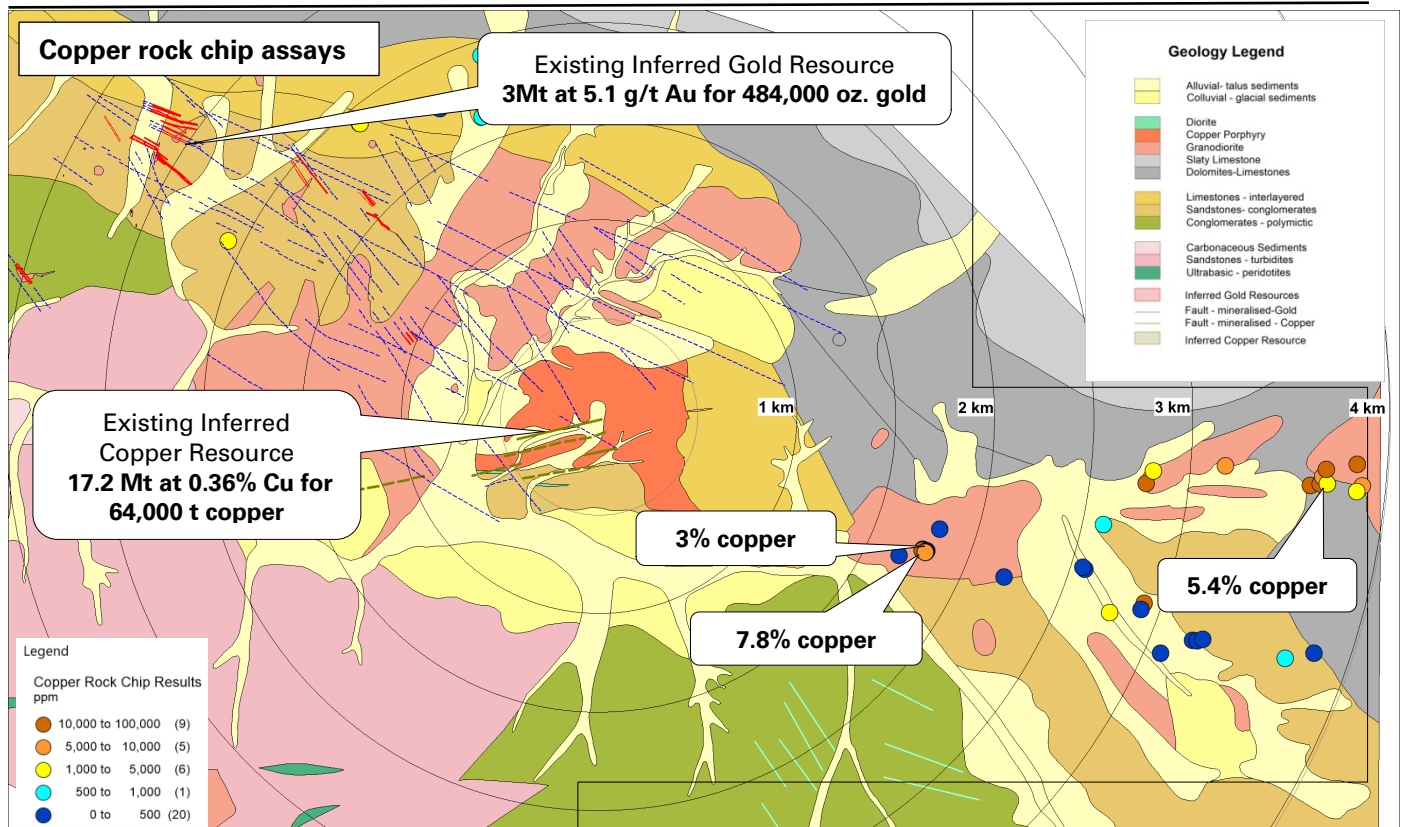 Copper rock chip assays
Existing Inferred Gold Resource
3Mt at 5.1 g/t Au for 484,000 oz. gold
Geology Legend
Alluvial- talus sediments
Colluvial - glacial sediments
Diorite
Copper Porphyry
Granodiorite
Slaty Limestone
Dolomites-Limestones
Limestones - interlayered
Sandstones- conglomerates
Conglomerates - polymictic
Carbonaceous Sediments
Sandstones - turbidites
Ultrabasic - peridotites
Inferred Gold Resources
Fault - mineralised-Gold
Fault - mineralised - Copper
Inferred Copper Resource
1 km
2 km
3 km
4 km
Existing Inferred
Copper Resource
17.2 Mt at 0.36% Cu for
64,000 t copper
3% copper
7.8% copper
5.4% copper
Legend
Copper Rock Chip Results
ppm
10,000 to 100,000 (9)
5,000 to 10,000 (5)
1,000 to 5,000 (6)
500 to 1,000 (1)
0 to 500 (20)